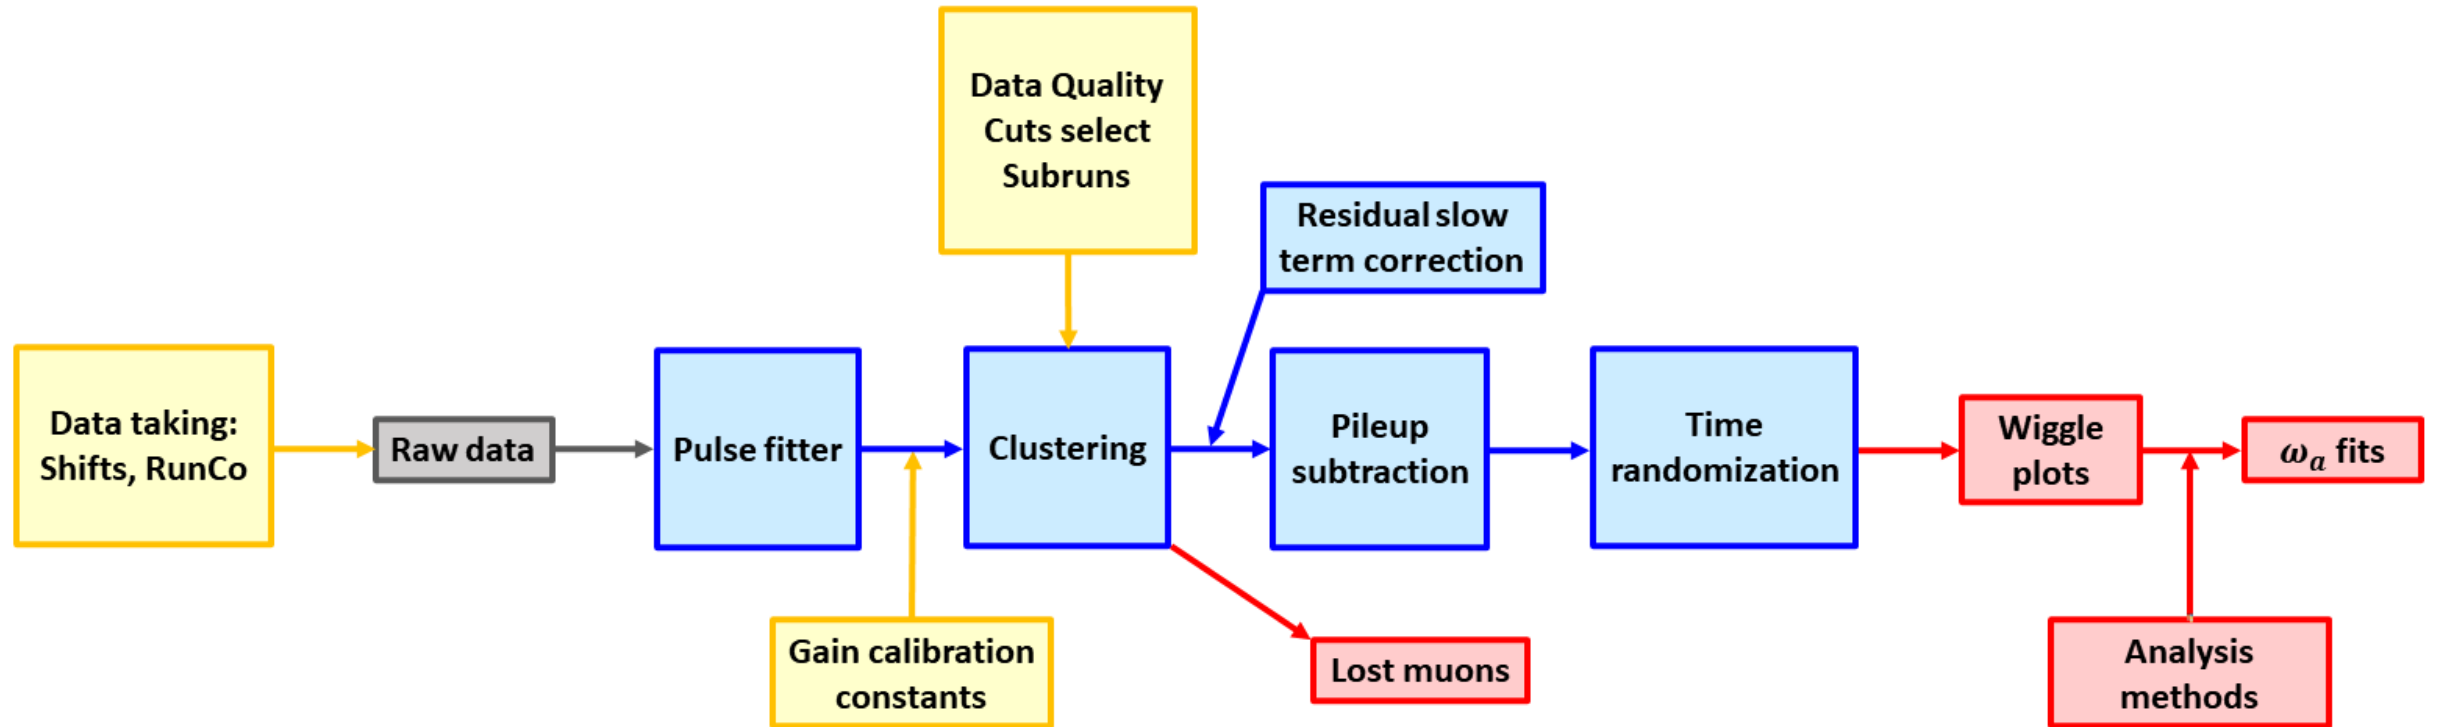 Data Quality
Cuts select
Subruns
Residual slow
term correction
Data taking:
Shifts, RunCo
Raw data
Pulse fitter
Clustering
Pileup
subtraction
Time
randomization
Wiggle
plots
ωₐ fits
Gain calibration
constants
Lost muons
Analysis
methods